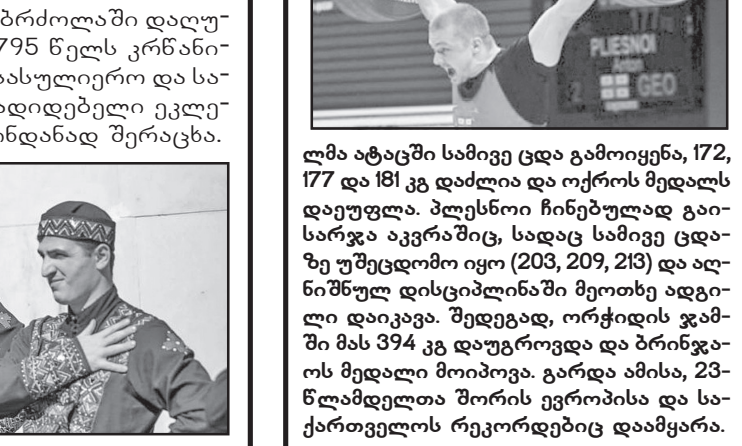 ბრძოლაში დაღუ-
795 წელს კრწანი-
ასულიერო და სა-
ადიდებელი ეკლე-
ნდანად შერაცხა.
PLIESNOI
GEO
ლმა ატაცში სამივე ცდა გამოიყენა, 172,
177 და 181 კგ დაძლია და ოქროს მედალს
დაეუფლა. პლესნოი ჩინებულად გაი-
სარჯა აკვრაშიც, სადაც სამივე ცდა-
ზე უშეცდომო იყო (203, 209, 213) და აღ-
ნიშნულ დისციპლინაში მეოთხე ადგი-
ლი დაიკავა. შედეგად, ორჭიდის ჯამ-
ში მას 394 კგ დაუგროვდა და ბრინჯა-
ოს მედალი მოიპოვა. გარდა ამისა, 23-
წლამდელთა შორის ევროპისა და სა-
ქართველოს რეკორდებიც დაამყარა.